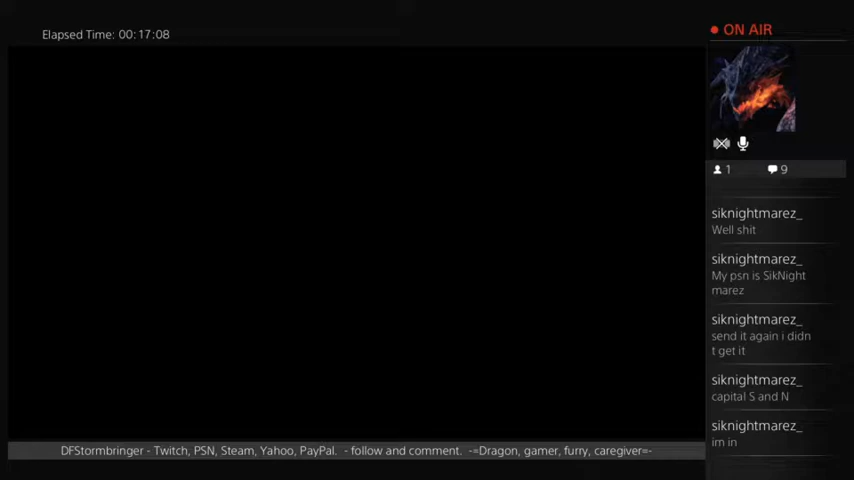 Elapsed Time: 00:17:08
ON AIR
1 9
siknightmarez_
Well shit
siknightmarez_
My psn is SikNight
marez
siknightmarez_
send it again i didn
t get it
siknightmarez_
capital S and N
siknightmarez_
im in
DFStormbringer - Twitch, PSN, Steam, Yahoo, PayPal. - follow and comment. -=Dragon, gamer, furry, caregiver=-